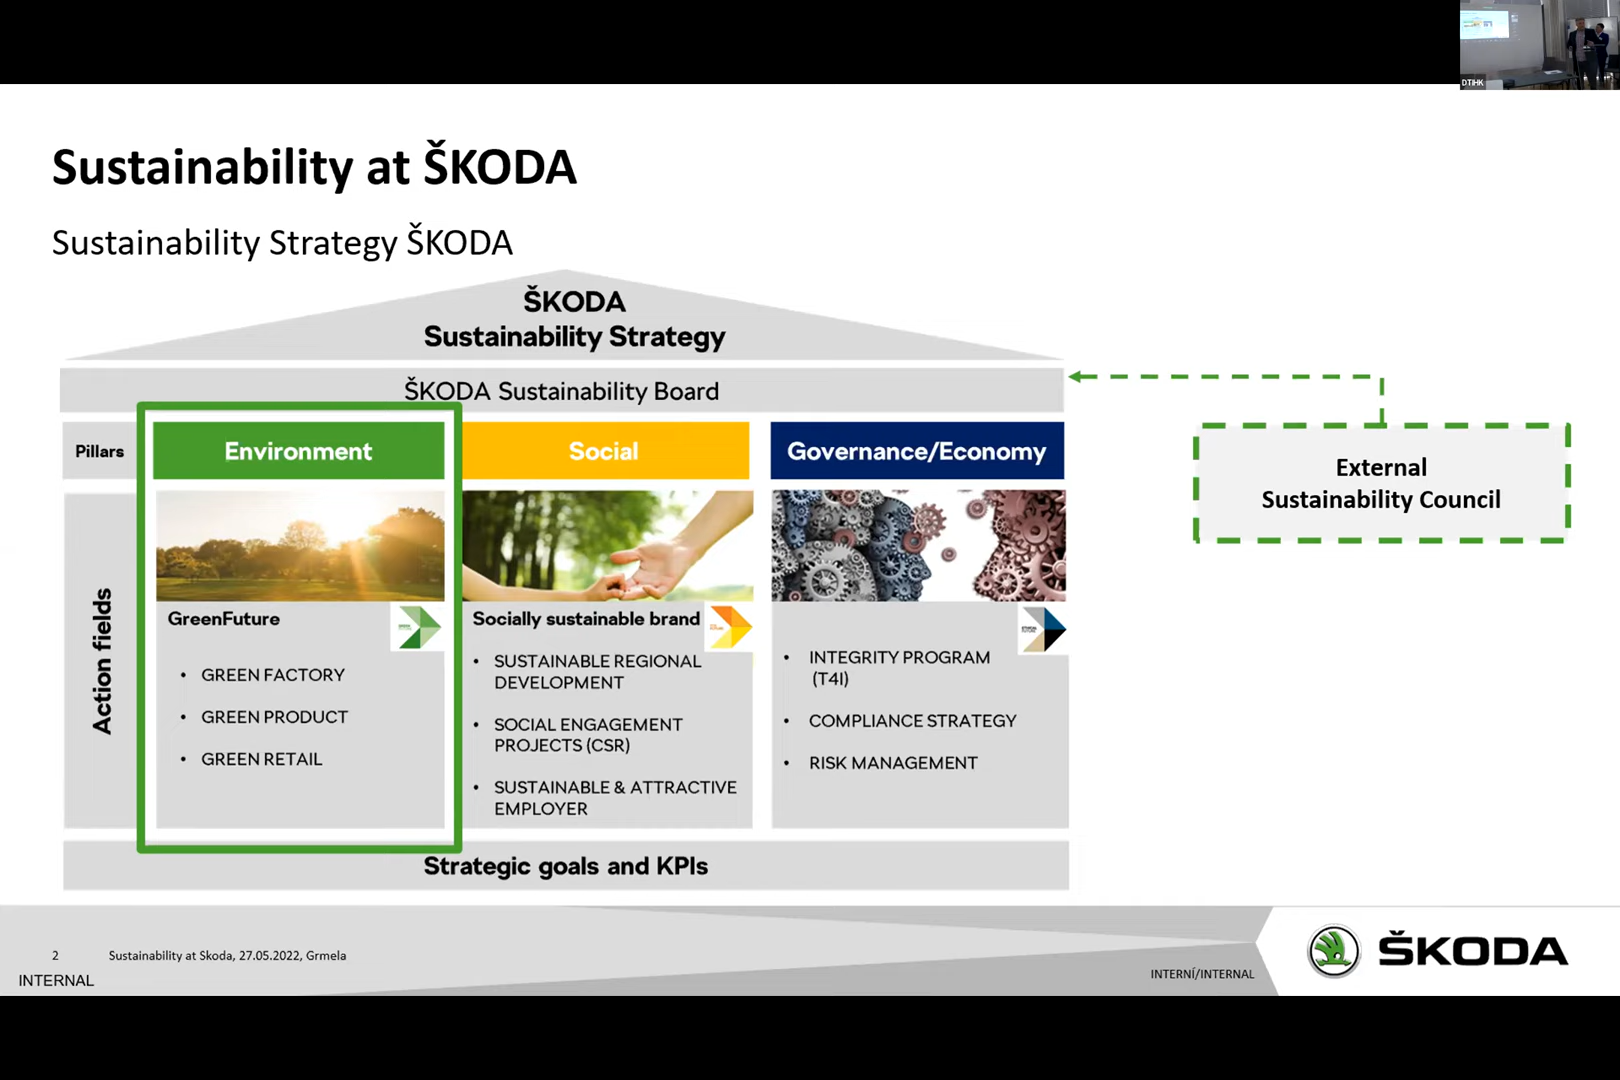 DTIHK
Sustainability at ŠKODA
Sustainability Strategy ŠKODA
ŠKODA
Sustainability Strategy
ŠKODA Sustainability Board
Pillars
Environment
Social
Governance/Economy
External
Sustainability Council
Action fields
GreenFuture
• GREEN FACTORY
• GREEN PRODUCT
• GREEN RETAIL
Socially sustainable brand
• SUSTAINABLE REGIONAL
DEVELOPMENT
• SOCIAL ENGAGEMENT
PROJECTS (CSR)
• SUSTAINABLE & ATTRACTIVE
EMPLOYER
ETHICAL
FUTURE
• INTEGRITY PROGRAM
(T4I)
• COMPLIANCE STRATEGY
• RISK MANAGEMENT
Strategic goals and KPIs
2 Sustainability at Skoda, 27.05.2022, Grmela
INTERNAL
INTERNÍ/INTERNAL
ŠKODA